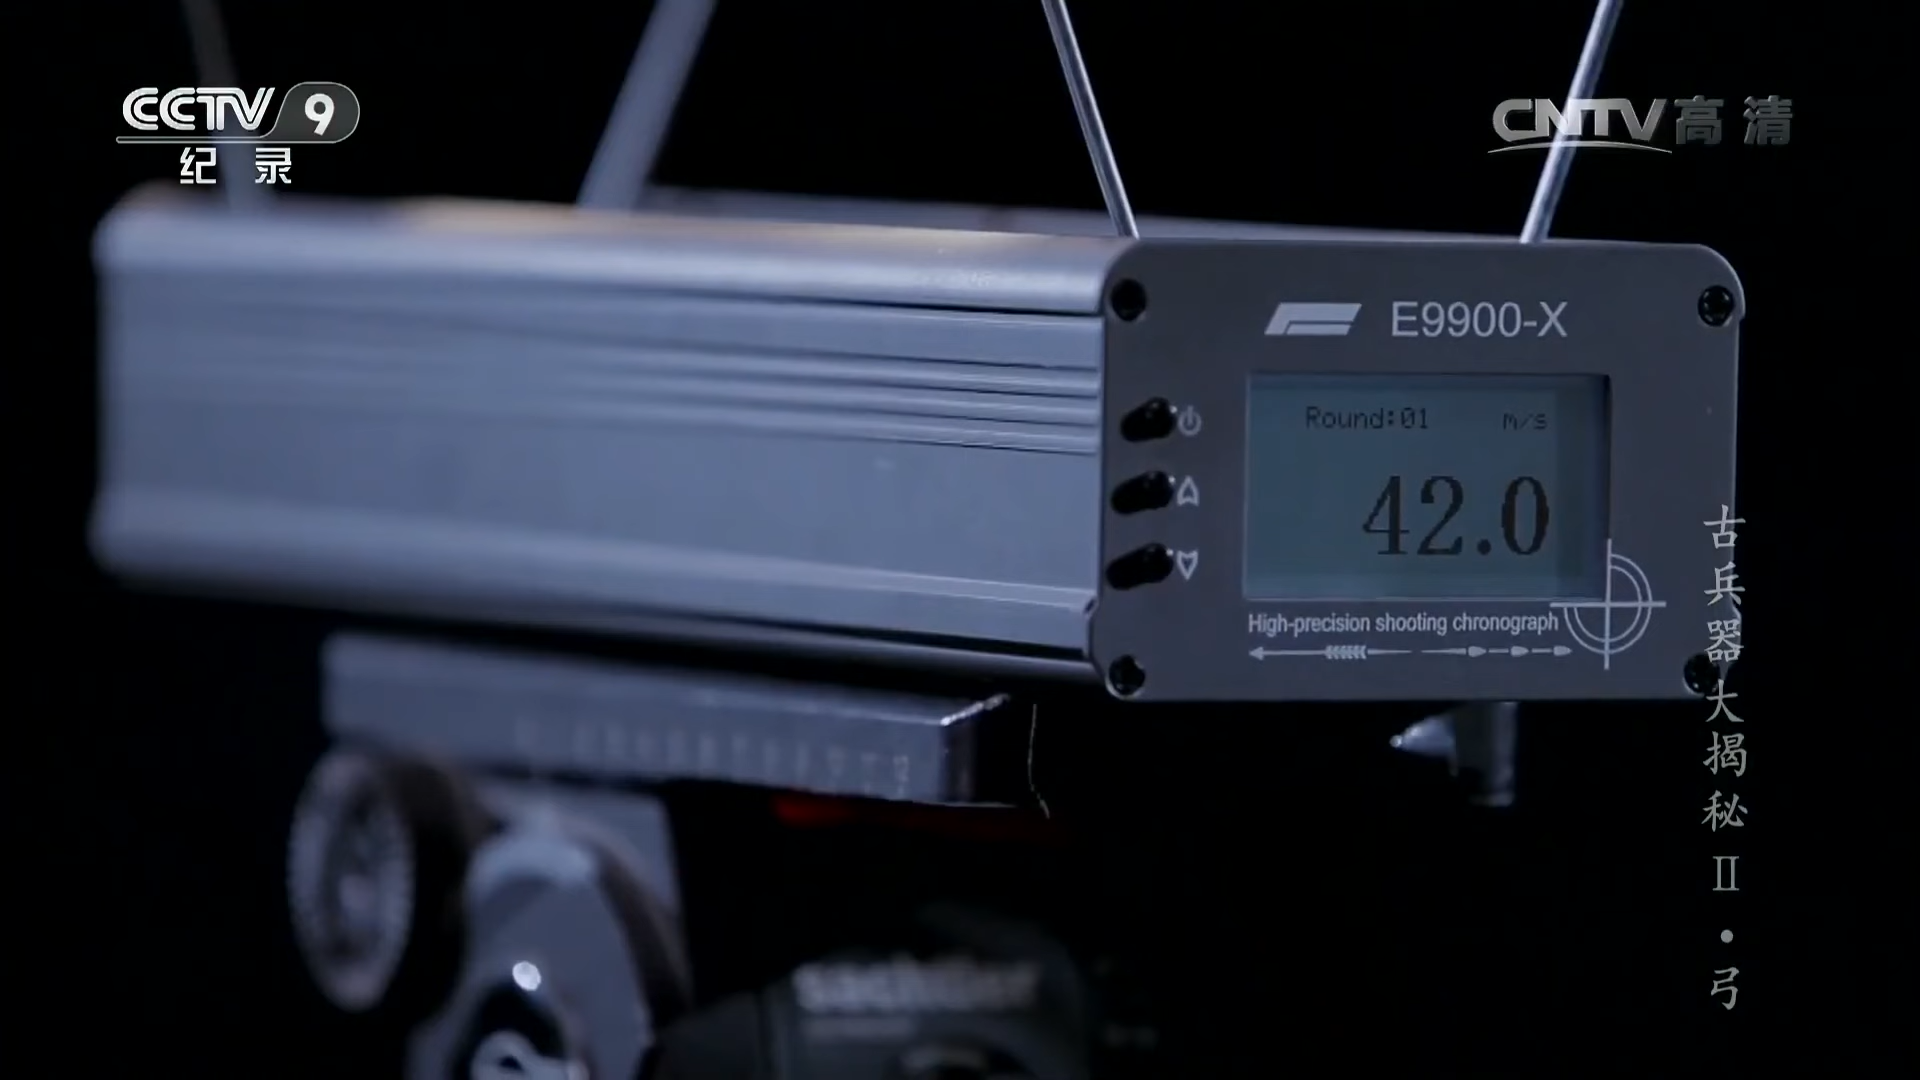 CCTV 9
纪 录
CNTV高清
E9900-X
Round:01 m/s
42.0
High-precision shooting chronograph
古兵器大揭秘Ⅱ·弓
sachtler